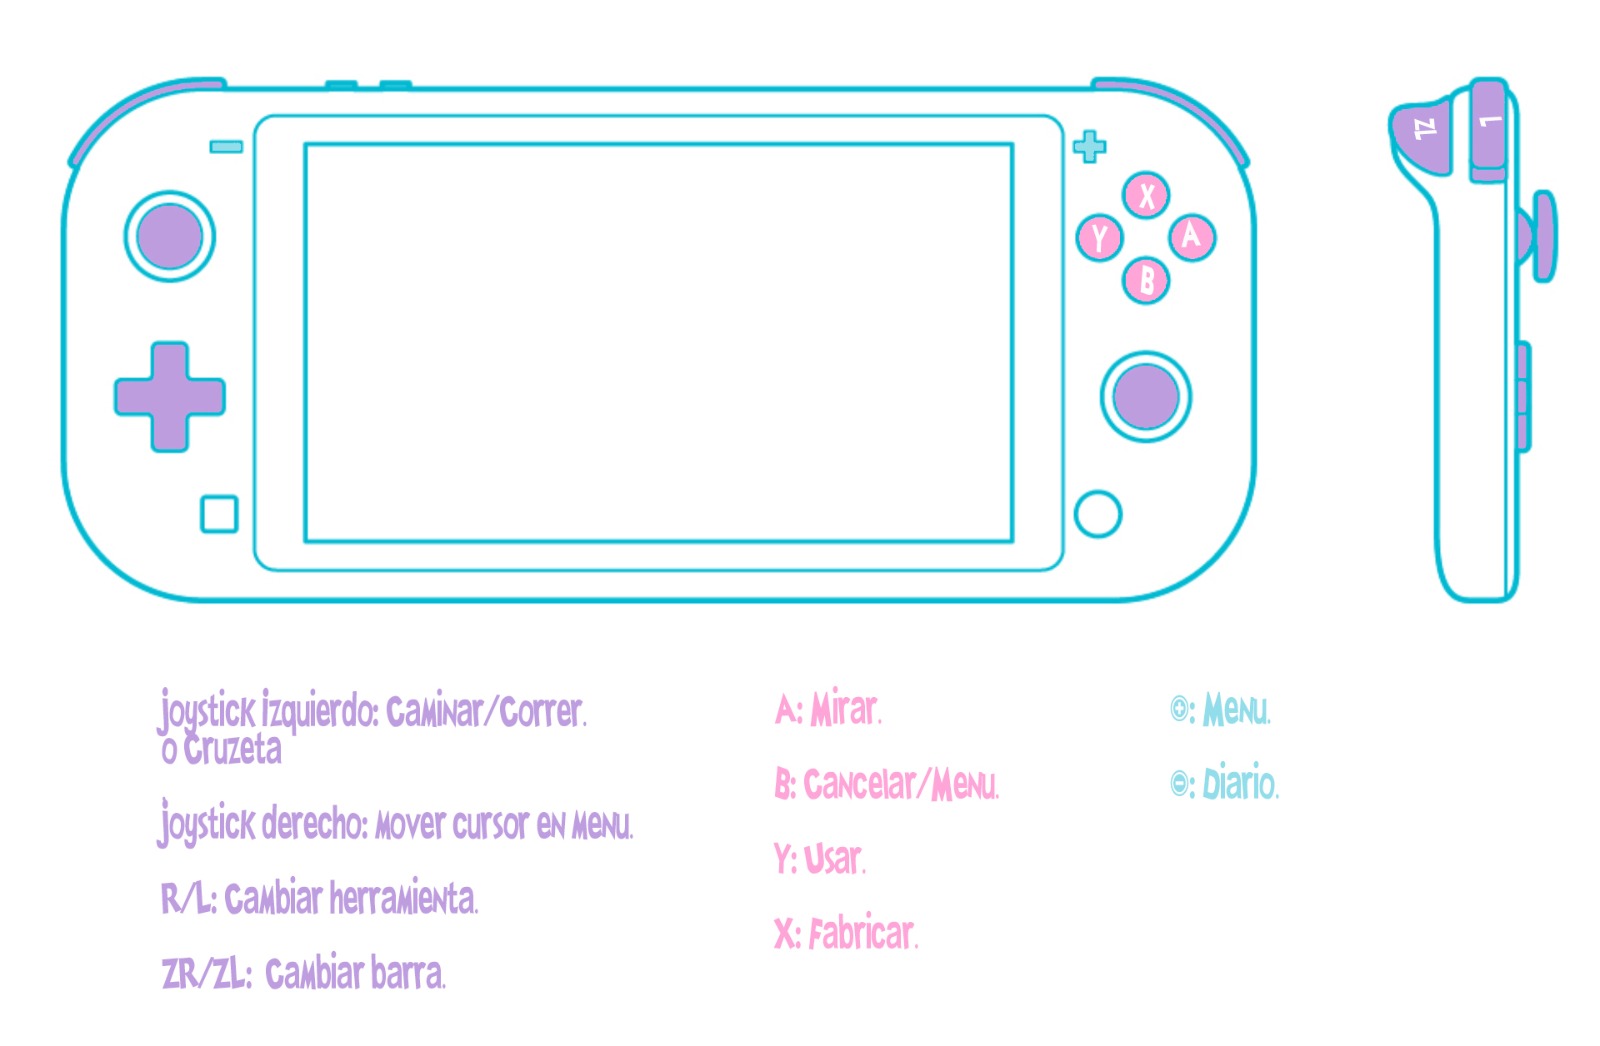 X
Y
A
B
ZL
L
joystick izquierdo: Caminar/Correr.
o Cruzeta
joystick derecho: mover cursor en menu.
R/L: Cambiar herramienta.
ZR/ZL: Cambiar barra.
A: Mirar.
B: Cancelar/Menu.
Y: Usar.
X: Fabricar.
⊕: Menu.
⊖: Diario.